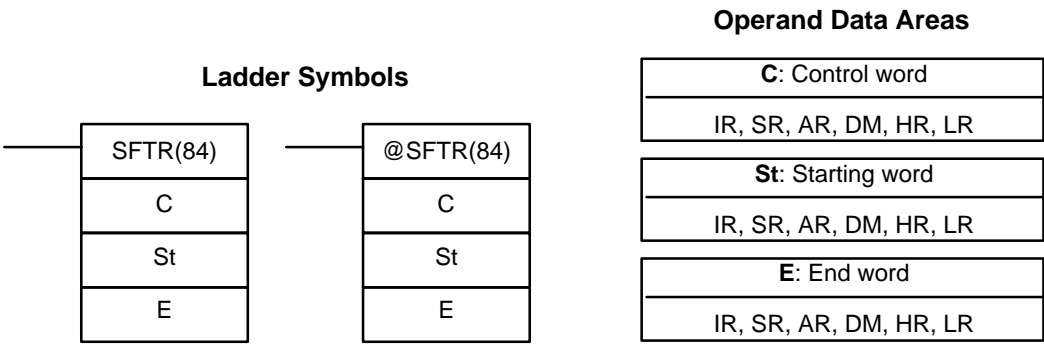 Operand Data Areas
Ladder Symbols
C: Control word
IR, SR, AR, DM, HR, LR
SFTR(84)
@SFTR(84)
St: Starting word
C
C
IR, SR, AR, DM, HR, LR
St
St
E: End word
E
E
IR, SR, AR, DM, HR, LR